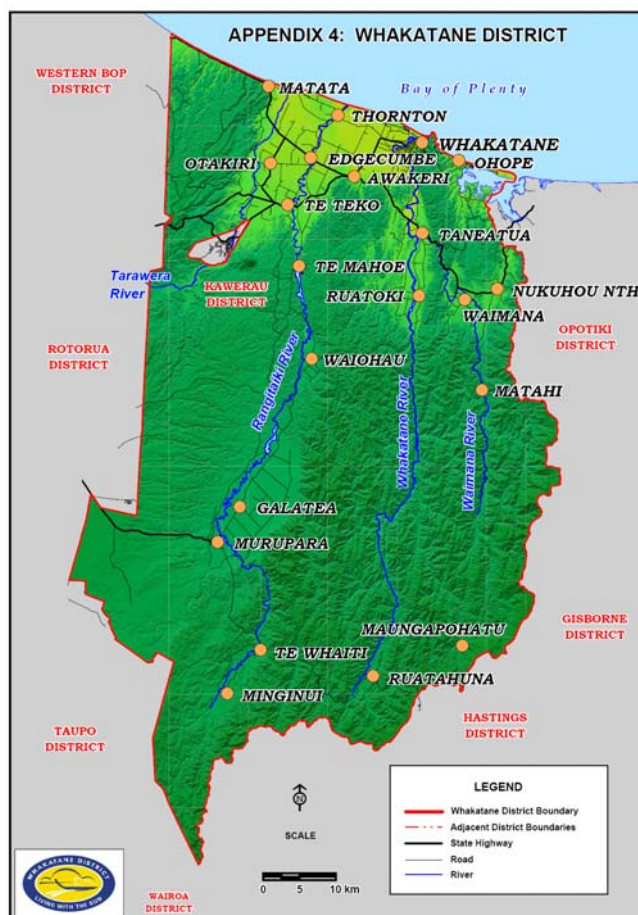 APPENDIX 4: WHAKATANE DISTRICT
WESTERN BOP
DISTRICT
Bay of Plenty
MATATA
THORNTON
WHAKATANE
OTAKIRI
EDGECUMBE
OHOPE
AWAKERI
TE TEKO
TANEATUA
Tarawera
River
KAWERAU
DISTRICT
TE MAHOE
RUATOKI
NUKUHOU NTH
WAIMANA
OPOTIKI
DISTRICT
ROTORUA
DISTRICT
WAIOHAU
Rangitaiki River
Whakatane River
Waimana River
MATAHI
GALATEA
MURUPARA
GISBORNE
DISTRICT
MAUNGAPOHATU
TE WHAITI
RUATAHUNA
MINGINUI
HASTINGS
DISTRICT
TAUPO
DISTRICT
N
SCALE
0 5 10 km
WAIROA
DISTRICT
WHAKATANE DISTRICT
LIVING WITH THE SUN
LEGEND
Whakatane District Boundary
Adjacent District Boundaries
State Highway
Road
River